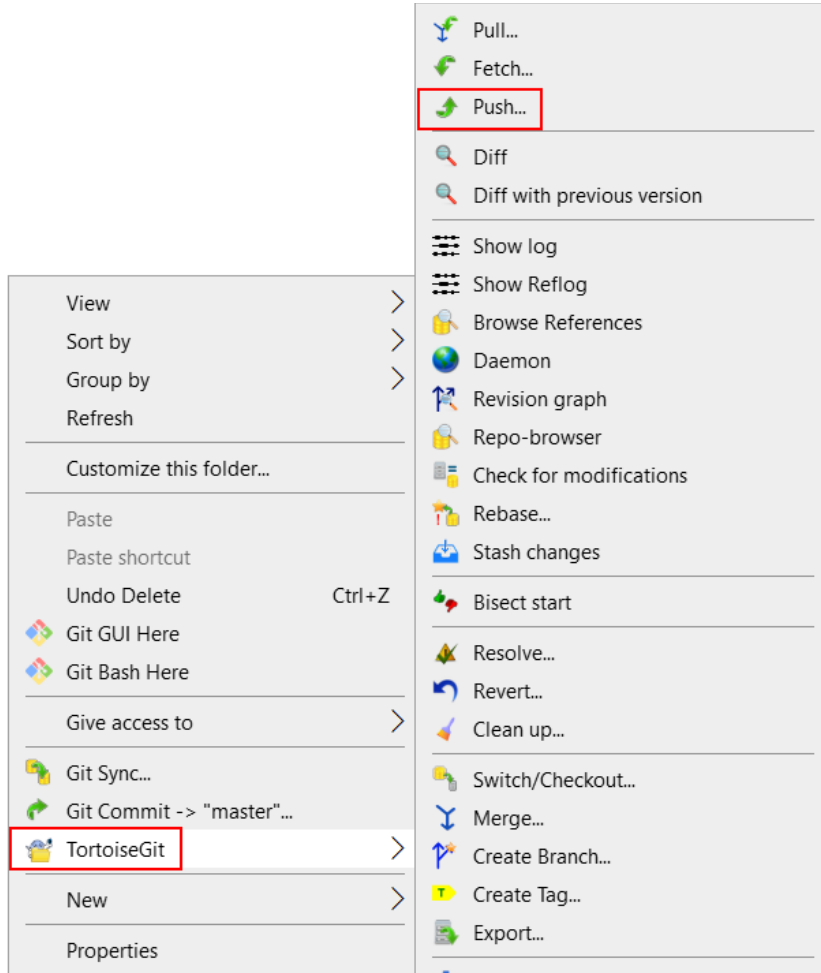 Pull...
Fetch...
Push...
Diff
Diff with previous version
Show log
Show Reflog
Browse References
Daemon
Revision graph
Repo-browser
Check for modifications
Rebase...
Stash changes
Bisect start
Resolve...
Revert...
Clean up...
Switch/Checkout...
Merge...
Create Branch...
Create Tag...
Export...
View
Sort by
Group by
Refresh
Customize this folder...
Paste
Paste shortcut
Undo Delete Ctrl+Z
Git GUI Here
Git Bash Here
Give access to
Git Sync...
Git Commit -> "master"...
TortoiseGit
New
Properties